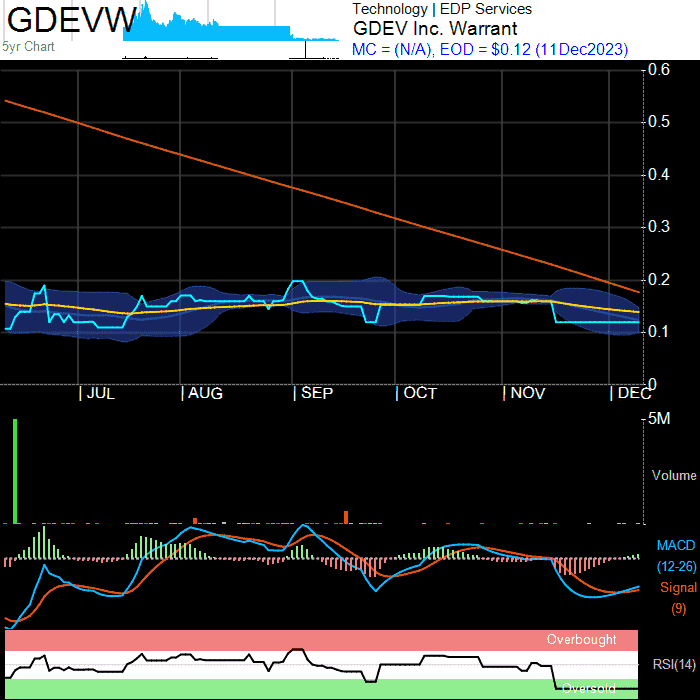 GDEVW
5yr Chart
Technology | EDP Services
GDEV Inc. Warrant
MC = (N/A), EOD = $0.12 (11Dec2023)
0.6
0.5
0.4
0.3
0.2
0.1
0
| JUL | AUG | SEP | OCT | NOV | DEC
5M
Volume
MACD
(12-26)
Signal
(9)
Overbought
RSI(14)
Oversold